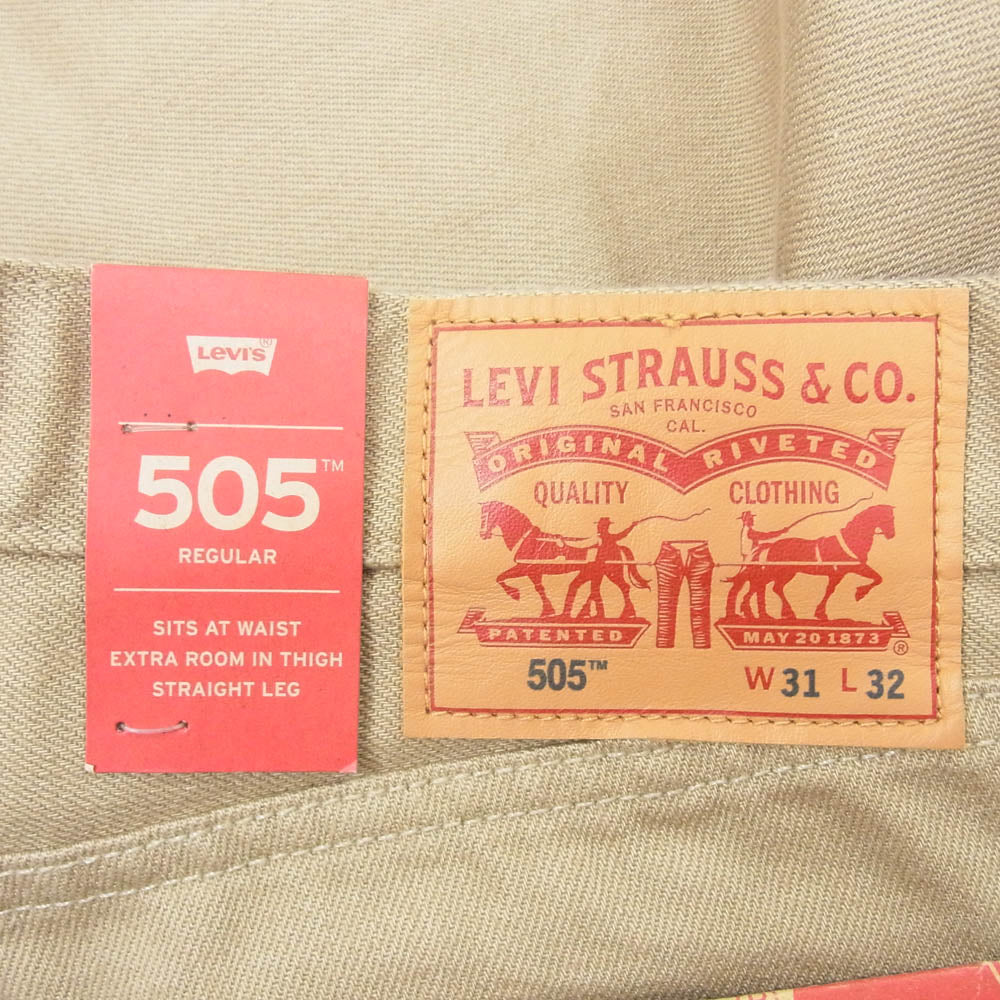 LEVI'S®
505™
REGULAR
SITS AT WAIST
EXTRA ROOM IN THIGH
STRAIGHT LEG
LEVI STRAUSS & CO.
SAN FRANCISCO
CAL.
ORIGINAL RIVETED
QUALITY CLOTHING
PATENTED MAY 20 1873 ®
505™ W 31 L 32